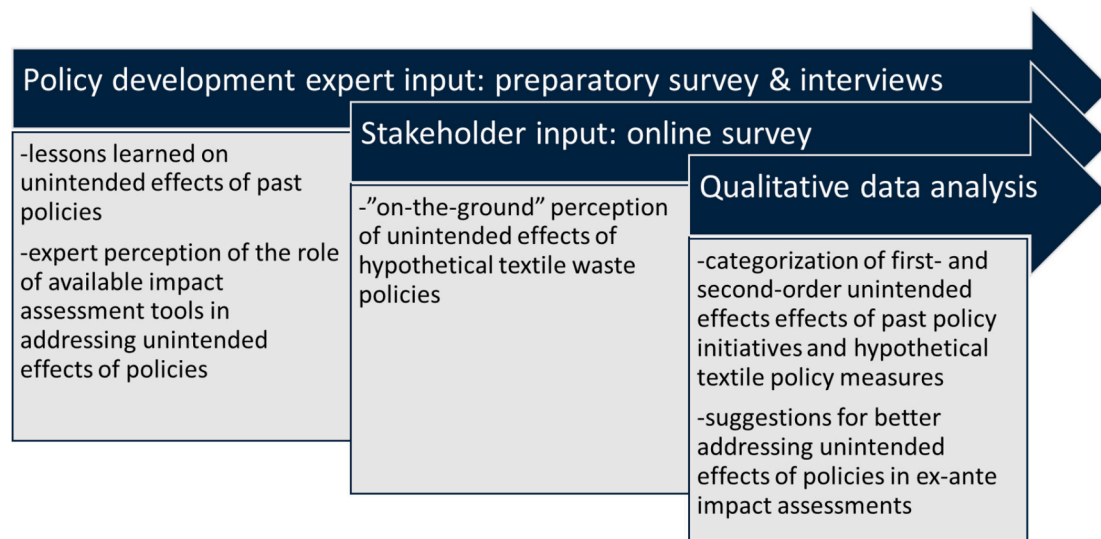 Policy development expert input: preparatory survey & interviews
-lessons learned on
unintended effects of past
policies
-expert perception of the role
of available impact
assessment tools in
addressing unintended
effects of policies
Stakeholder input: online survey
-”on-the-ground” perception
of unintended effects of
hypothetical textile waste
policies
Qualitative data analysis
-categorization of first- and
second-order unintended
effects effects of past policy
initiatives and hypothetical
textile policy measures
-suggestions for better
addressing unintended
effects of policies in ex-ante
impact assessments